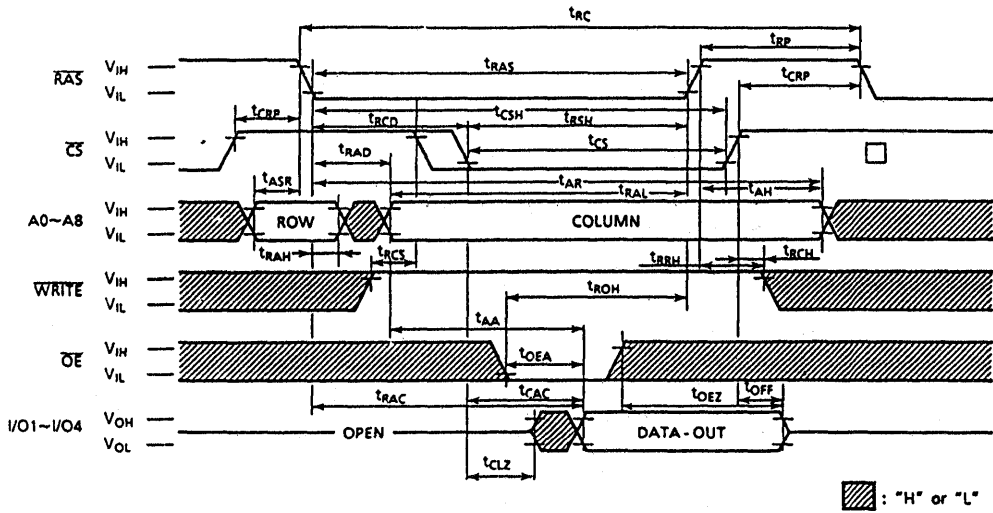 tRC
tRP
RAS VIH
VIL
tRAS
tCRP
tCSH
tCRP
tRCD
tRSH
CS VIH
VIL
tCS
tRAD
tASR
tAR
tRAL
tAH
A0~A8 VIH
VIL
ROW
COLUMN
tRAH
tRCS
tRRH
tRCH
WRITE VIH
VIL
tROH
tAA
OE VIH
VIL
tOEA
tOFF
tRAC
tCAC
tOEZ
I/O1~I/O4 VOH
VOL
OPEN
DATA-OUT
tCLZ
: "H" or "L"